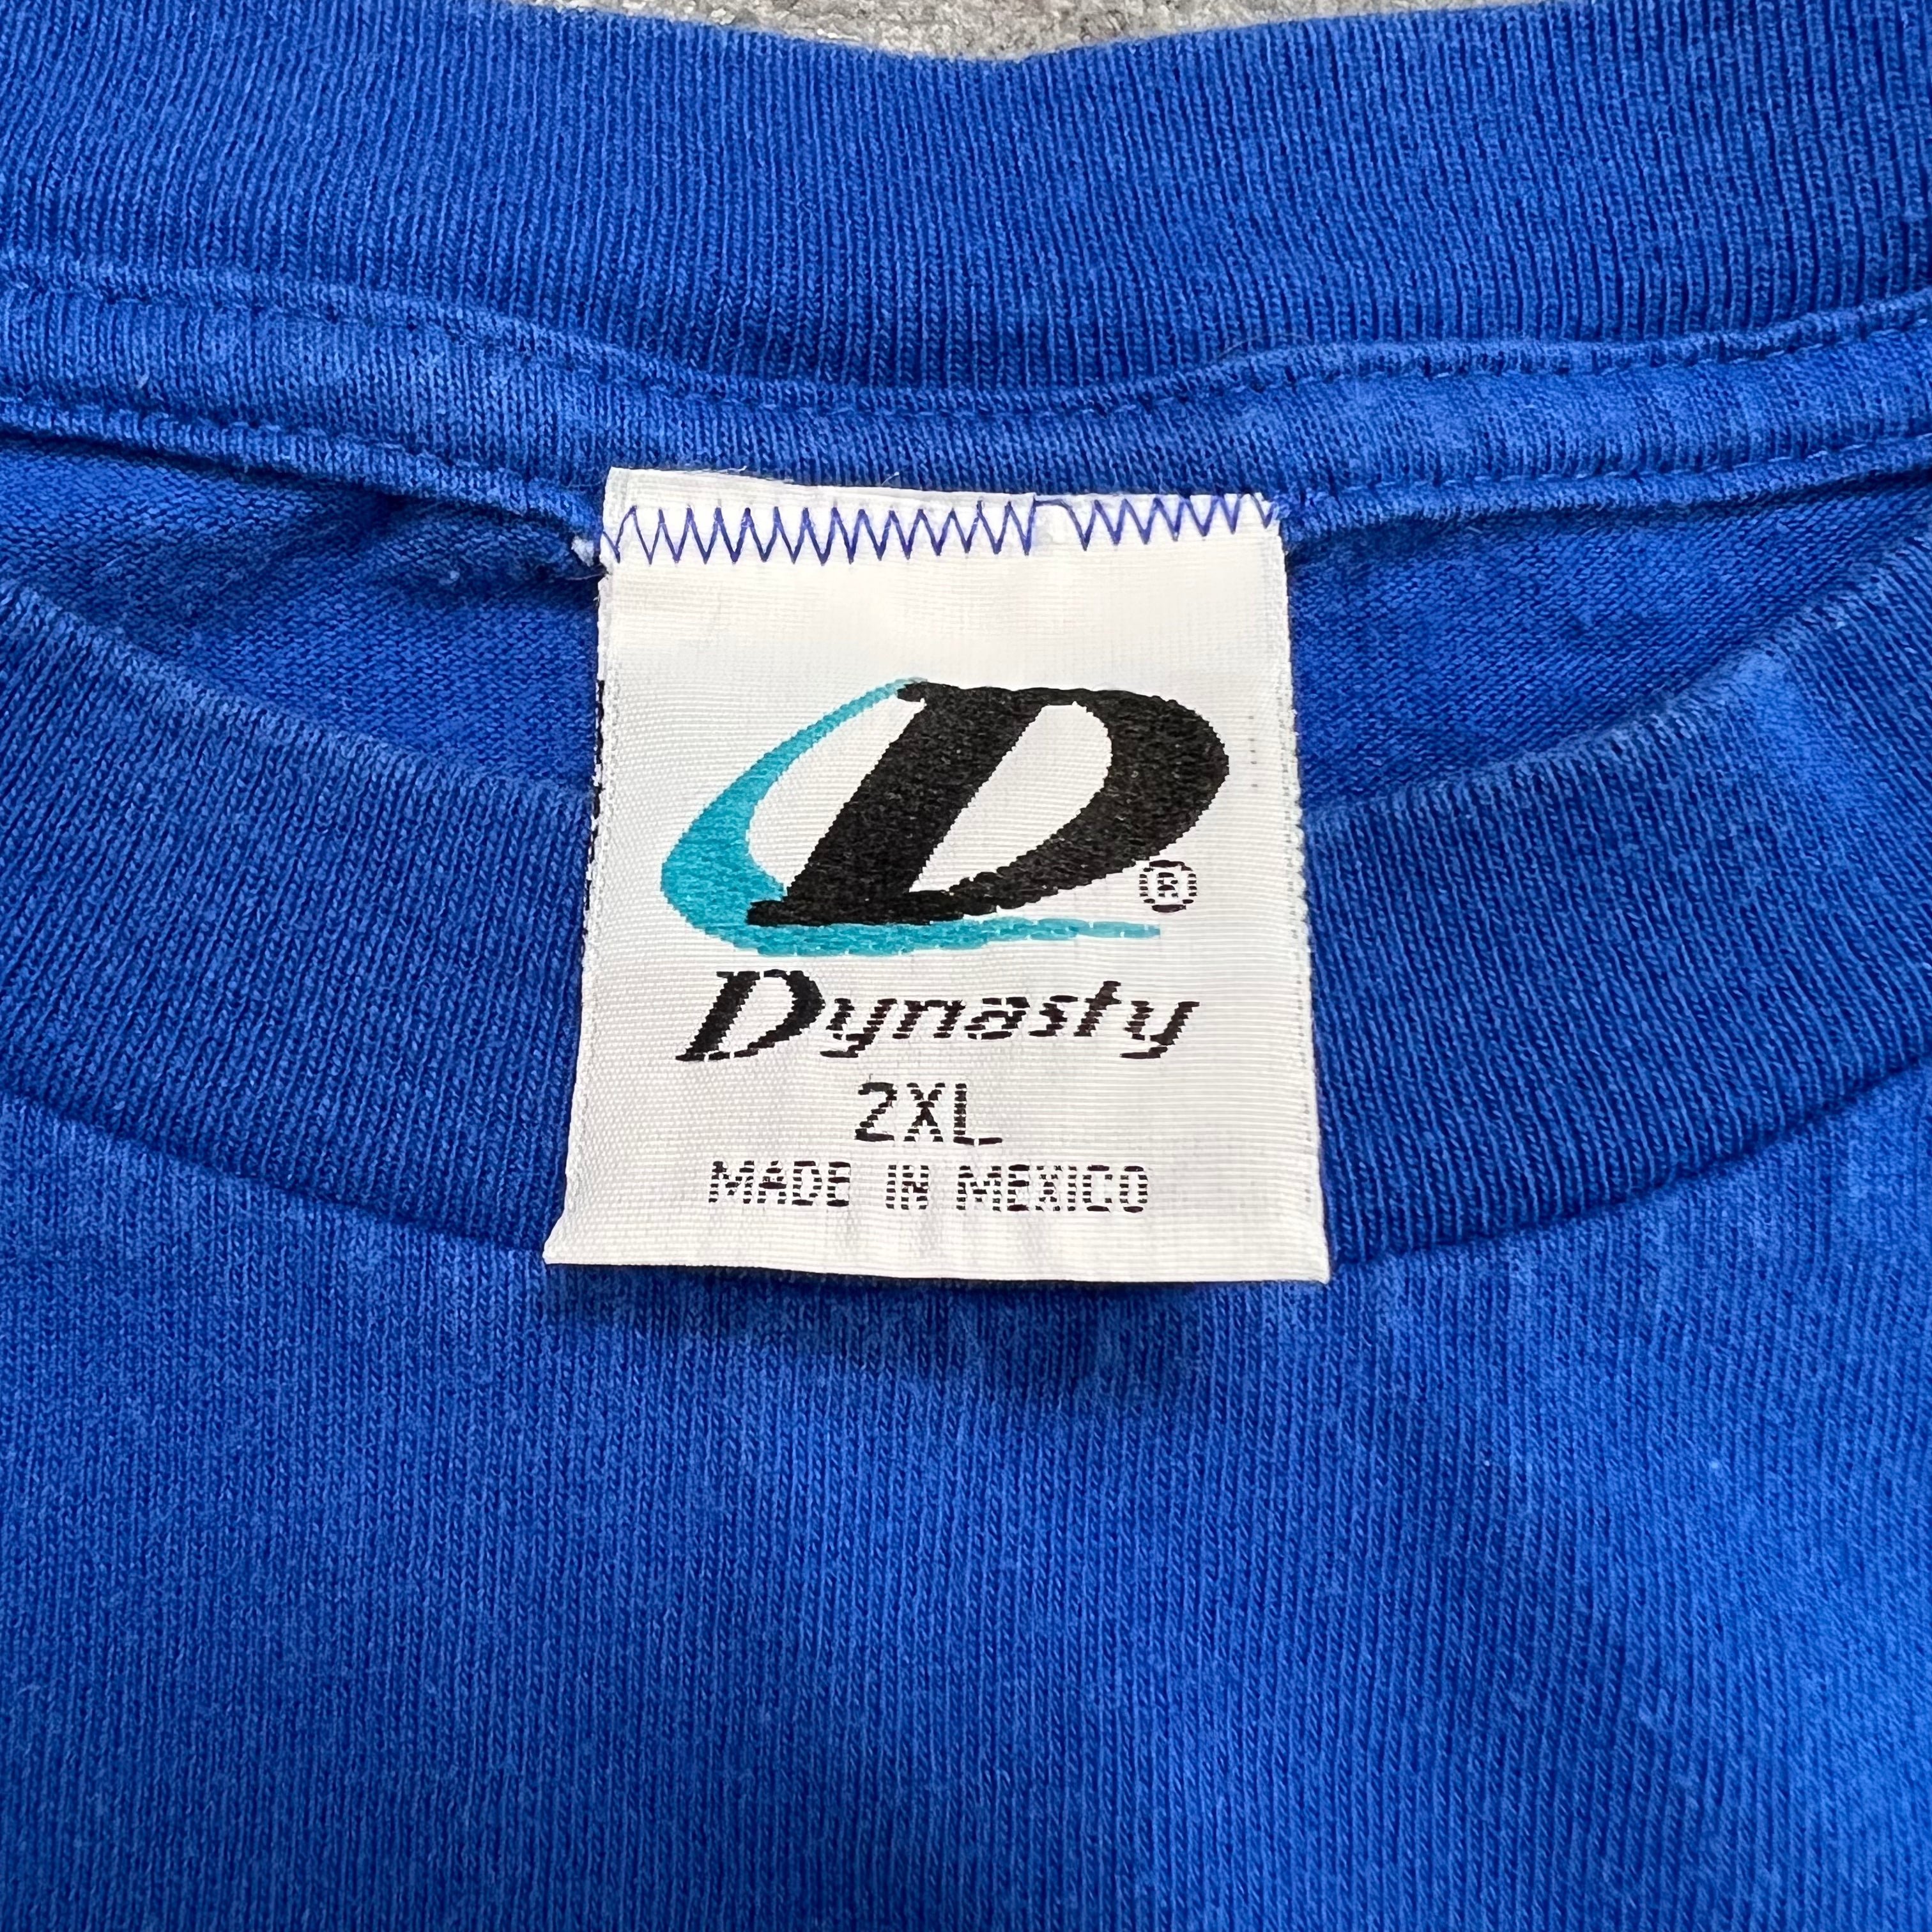 D®
Dynasty
2XL
MADE IN MEXICO